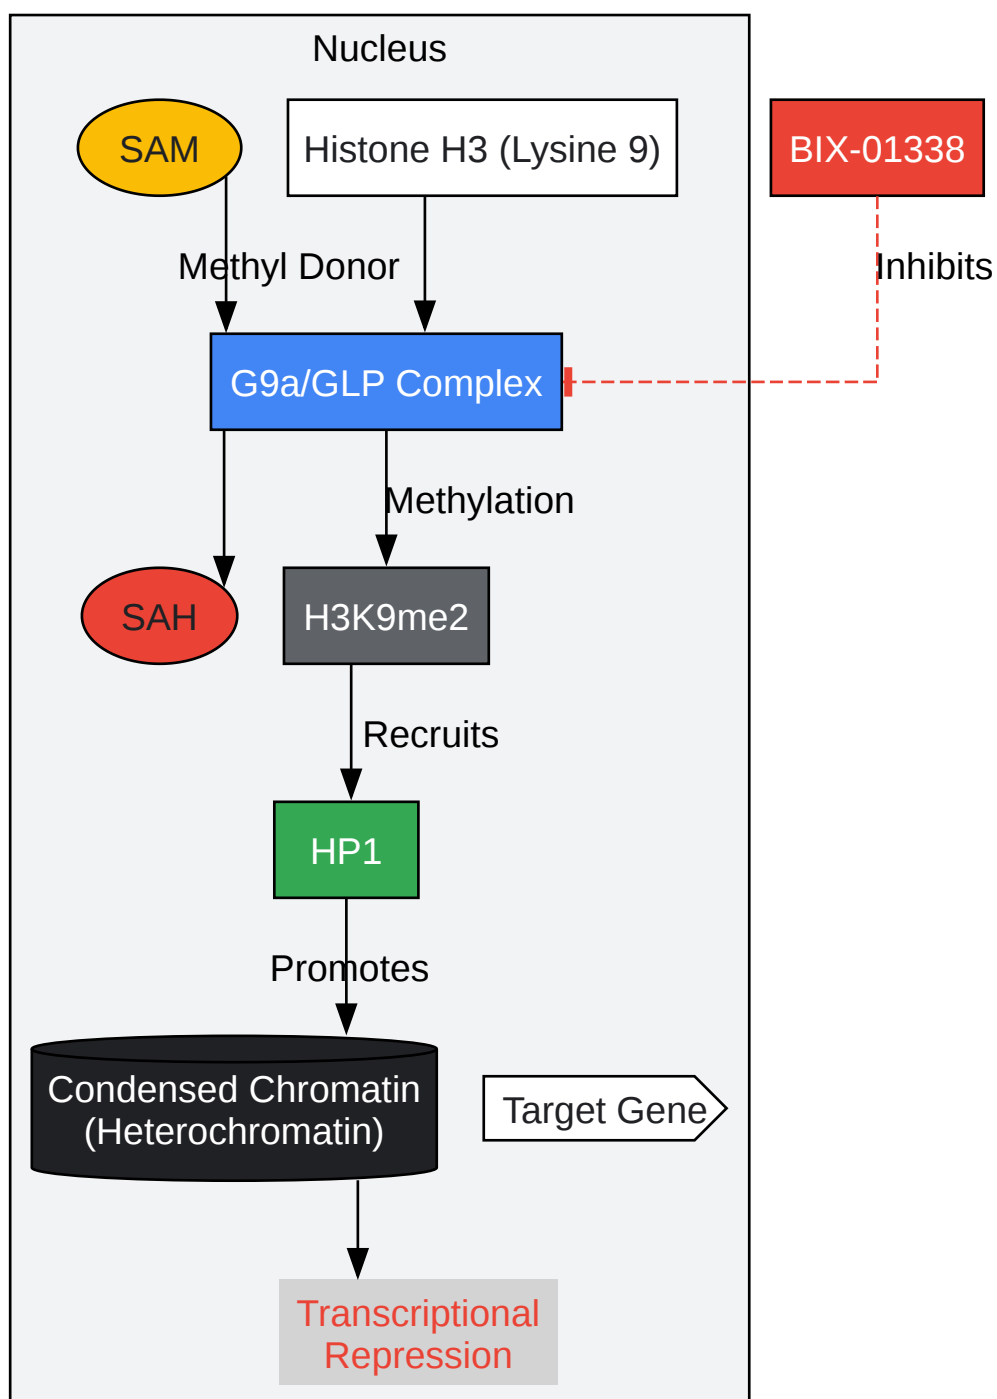 Nucleus
SAM
Histone H3 (Lysine 9)
BIX-01338
Methyl Donor
Inhibits
G9a/GLP Complex
Methylation
SAH
H3K9me2
Recruits
HP1
Promotes
Condensed Chromatin
(Heterochromatin)
Target Gene
Transcriptional
Repression